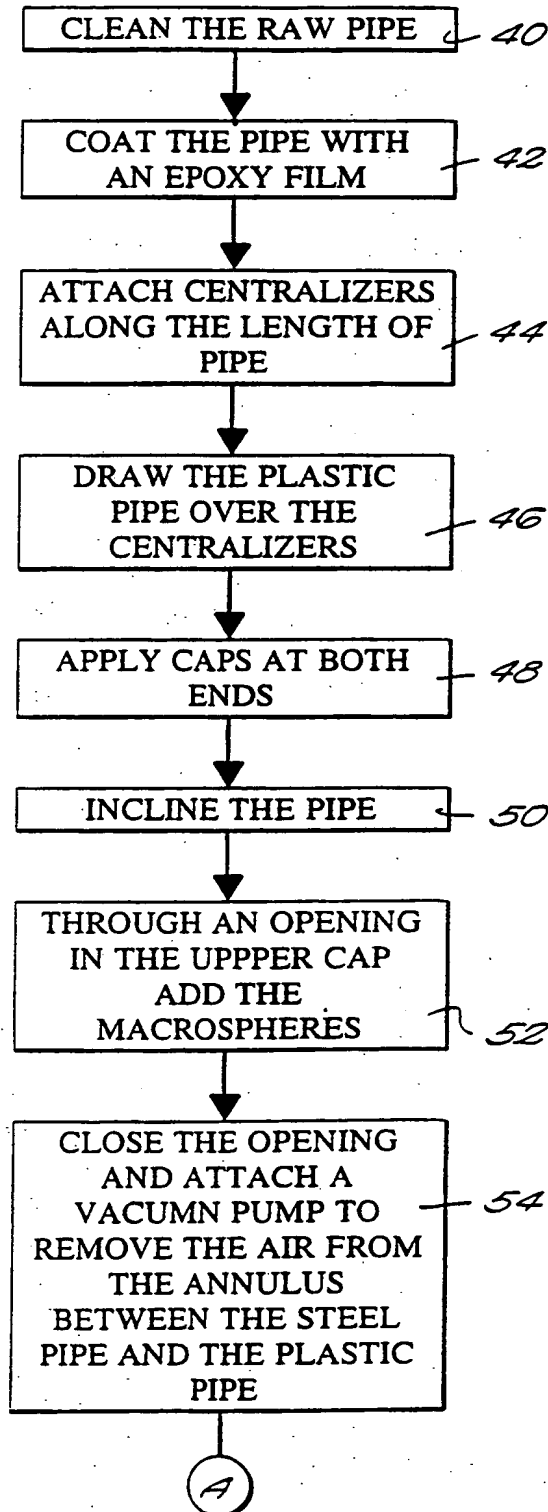 CLEAN THE RAW PIPE 40
COAT THE PIPE WITH
AN EPOXY FILM 42
ATTACH CENTRALIZERS
ALONG THE LENGTH OF
PIPE 44
DRAW THE PLASTIC
PIPE OVER THE
CENTRALIZERS 46
APPLY CAPS AT BOTH
ENDS 48
INCLINE THE PIPE 50
THROUGH AN OPENING
IN THE UPPPER CAP
ADD THE
MACROSPHERES 52
CLOSE THE OPENING
AND ATTACH A 54
VACUMN PUMP TO
REMOVE THE AIR FROM
THE ANNULUS
BETWEEN THE STEEL
PIPE AND THE PLASTIC
PIPE
A